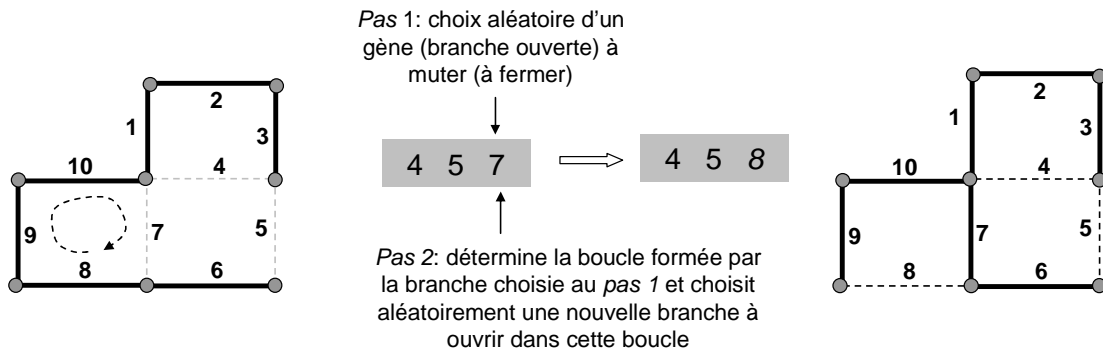 Pas 1: choix aléatoire d'un
gène (branche ouverte) à
muter (à fermer)
2
1
3
10
4
9
7
5
8
6
4 5 7
4 5 8
Pas 2: détermine la boucle formée par
la branche choisie au pas 1 et choisit
aléatoirement une nouvelle branche à
ouvrir dans cette boucle
2
1
3
10
4
9
7
5
8
6